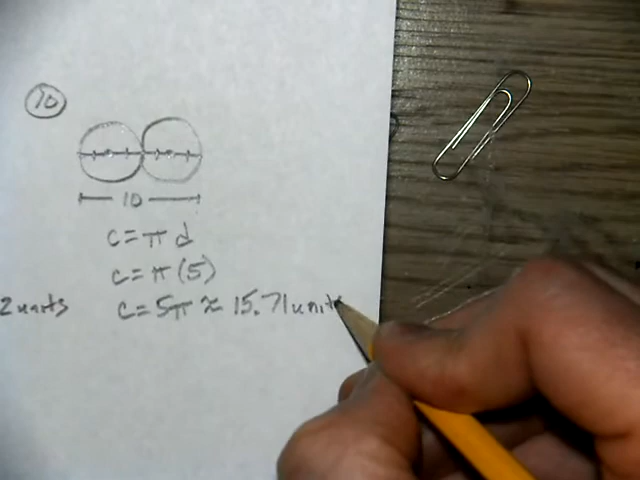 10
10
c = π d
c = π (5)
2 units
c = 5π ≈ 15.71 units